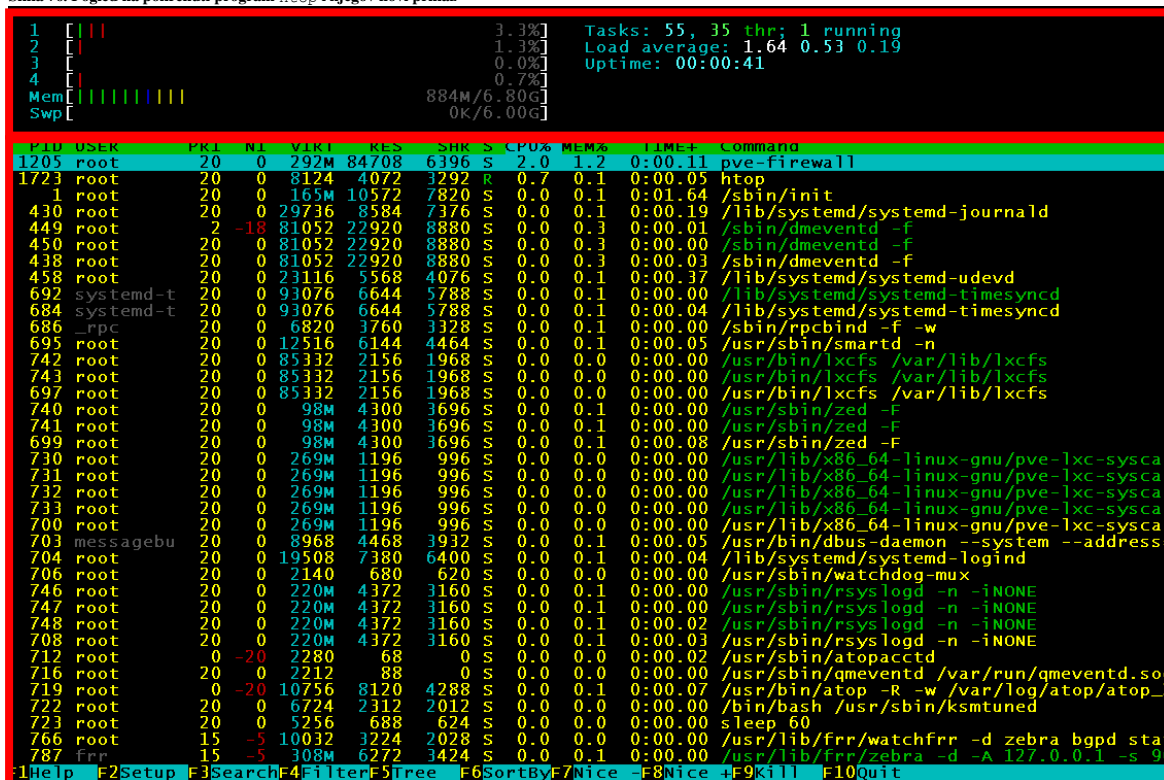 1 [||| 3.3%] Tasks: 55, 35 thr; 1 running
2 [| 1.3%] Load average: 1.64 0.53 0.19
3 [ 0.0%] Uptime: 00:00:41
4 [| 0.7%]
Mem[||||||||||| 884M/6.80G]
Swp[ 0K/6.00G]
PID USER PRI NI VIRT RES SHR S CPU% MEM% TIME+ Command
1205 root 20 0 292M 84708 6396 S 2.0 1.2 0:00.11 pve-firewall
1723 root 20 0 8124 4072 3292 R 0.7 0.1 0:00.05 htop
1 root 20 0 165M 10572 7820 S 0.0 0.1 0:01.64 /sbin/init
430 root 20 0 29736 8584 7376 S 0.0 0.1 0:00.19 /lib/systemd/systemd-journald
449 root 2 -18 81052 22920 8880 S 0.0 0.3 0:00.01 /sbin/dmeventd -f
450 root 20 0 81052 22920 8880 S 0.0 0.3 0:00.00 /sbin/dmeventd -f
438 root 20 0 81052 22920 8880 S 0.0 0.3 0:00.03 /sbin/dmeventd -f
458 root 20 0 23116 5568 4076 S 0.0 0.1 0:00.37 /lib/systemd/systemd-udevd
692 systemd-t 20 0 93076 6644 5788 S 0.0 0.1 0:00.00 /lib/systemd/systemd-timesyncd
684 systemd-t 20 0 93076 6644 5788 S 0.0 0.1 0:00.04 /lib/systemd/systemd-timesyncd
686 _rpc 20 0 6820 3760 3328 S 0.0 0.1 0:00.00 /sbin/rpcbind -f -w
695 root 20 0 12516 6144 4464 S 0.0 0.1 0:00.05 /usr/sbin/smartd -n
742 root 20 0 85332 2156 1968 S 0.0 0.0 0:00.00 /usr/bin/lxcfs /var/lib/lxcfs
743 root 20 0 85332 2156 1968 S 0.0 0.0 0:00.00 /usr/bin/lxcfs /var/lib/lxcfs
697 root 20 0 85332 2156 1968 S 0.0 0.0 0:00.00 /usr/bin/lxcfs /var/lib/lxcfs
740 root 20 0 98M 4300 3696 S 0.0 0.1 0:00.00 /usr/sbin/zed -F
741 root 20 0 98M 4300 3696 S 0.0 0.1 0:00.00 /usr/sbin/zed -F
699 root 20 0 98M 4300 3696 S 0.0 0.1 0:00.08 /usr/sbin/zed -F
730 root 20 0 269M 1196 996 S 0.0 0.0 0:00.00 /usr/lib/x86_64-linux-gnu/pve-lxc-sysca
731 root 20 0 269M 1196 996 S 0.0 0.0 0:00.00 /usr/lib/x86_64-linux-gnu/pve-lxc-sysca
732 root 20 0 269M 1196 996 S 0.0 0.0 0:00.00 /usr/lib/x86_64-linux-gnu/pve-lxc-sysca
733 root 20 0 269M 1196 996 S 0.0 0.0 0:00.00 /usr/lib/x86_64-linux-gnu/pve-lxc-sysca
700 root 20 0 269M 1196 996 S 0.0 0.0 0:00.00 /usr/lib/x86_64-linux-gnu/pve-lxc-sysca
703 messagebu 20 0 8968 4468 3932 S 0.0 0.1 0:00.05 /usr/bin/dbus-daemon --system --address
704 root 20 0 19508 7380 6400 S 0.0 0.1 0:00.04 /lib/systemd/systemd-logind
706 root 20 0 2140 680 620 S 0.0 0.0 0:00.00 /usr/sbin/watchdog-mux
746 root 20 0 220M 4372 3160 S 0.0 0.1 0:00.00 /usr/sbin/rsyslogd -n -iNONE
747 root 20 0 220M 4372 3160 S 0.0 0.1 0:00.00 /usr/sbin/rsyslogd -n -iNONE
748 root 20 0 220M 4372 3160 S 0.0 0.1 0:00.02 /usr/sbin/rsyslogd -n -iNONE
708 root 20 0 220M 4372 3160 S 0.0 0.1 0:00.03 /usr/sbin/rsyslogd -n -iNONE
712 root 0 -20 2280 68 0 S 0.0 0.0 0:00.02 /usr/sbin/atopacctd
716 root 20 0 2212 88 0 S 0.0 0.0 0:00.00 /usr/sbin/qmeventd /var/run/qmeventd.so
719 root 0 -20 10756 8120 4288 S 0.0 0.1 0:00.07 /usr/bin/atop -R -w /var/log/atop/atop_
722 root 20 0 6724 2312 2012 S 0.0 0.0 0:00.00 /bin/bash /usr/sbin/ksmtuned
723 root 20 0 5256 688 624 S 0.0 0.0 0:00.00 sleep 60
766 root 15 -5 10032 3224 2028 S 0.0 0.0 0:00.00 /usr/lib/frr/watchfrr -d zebra bgpd sta
787 frr 15 -5 308M 6272 3424 S 0.0 0.1 0:00.00 /usr/lib/frr/zebra -d -A 127.0.0.1 -s 9
F1Help F2Setup F3SearchF4FilterF5Tree F6SortByF7Nice -F8Nice +F9Kill F10Quit